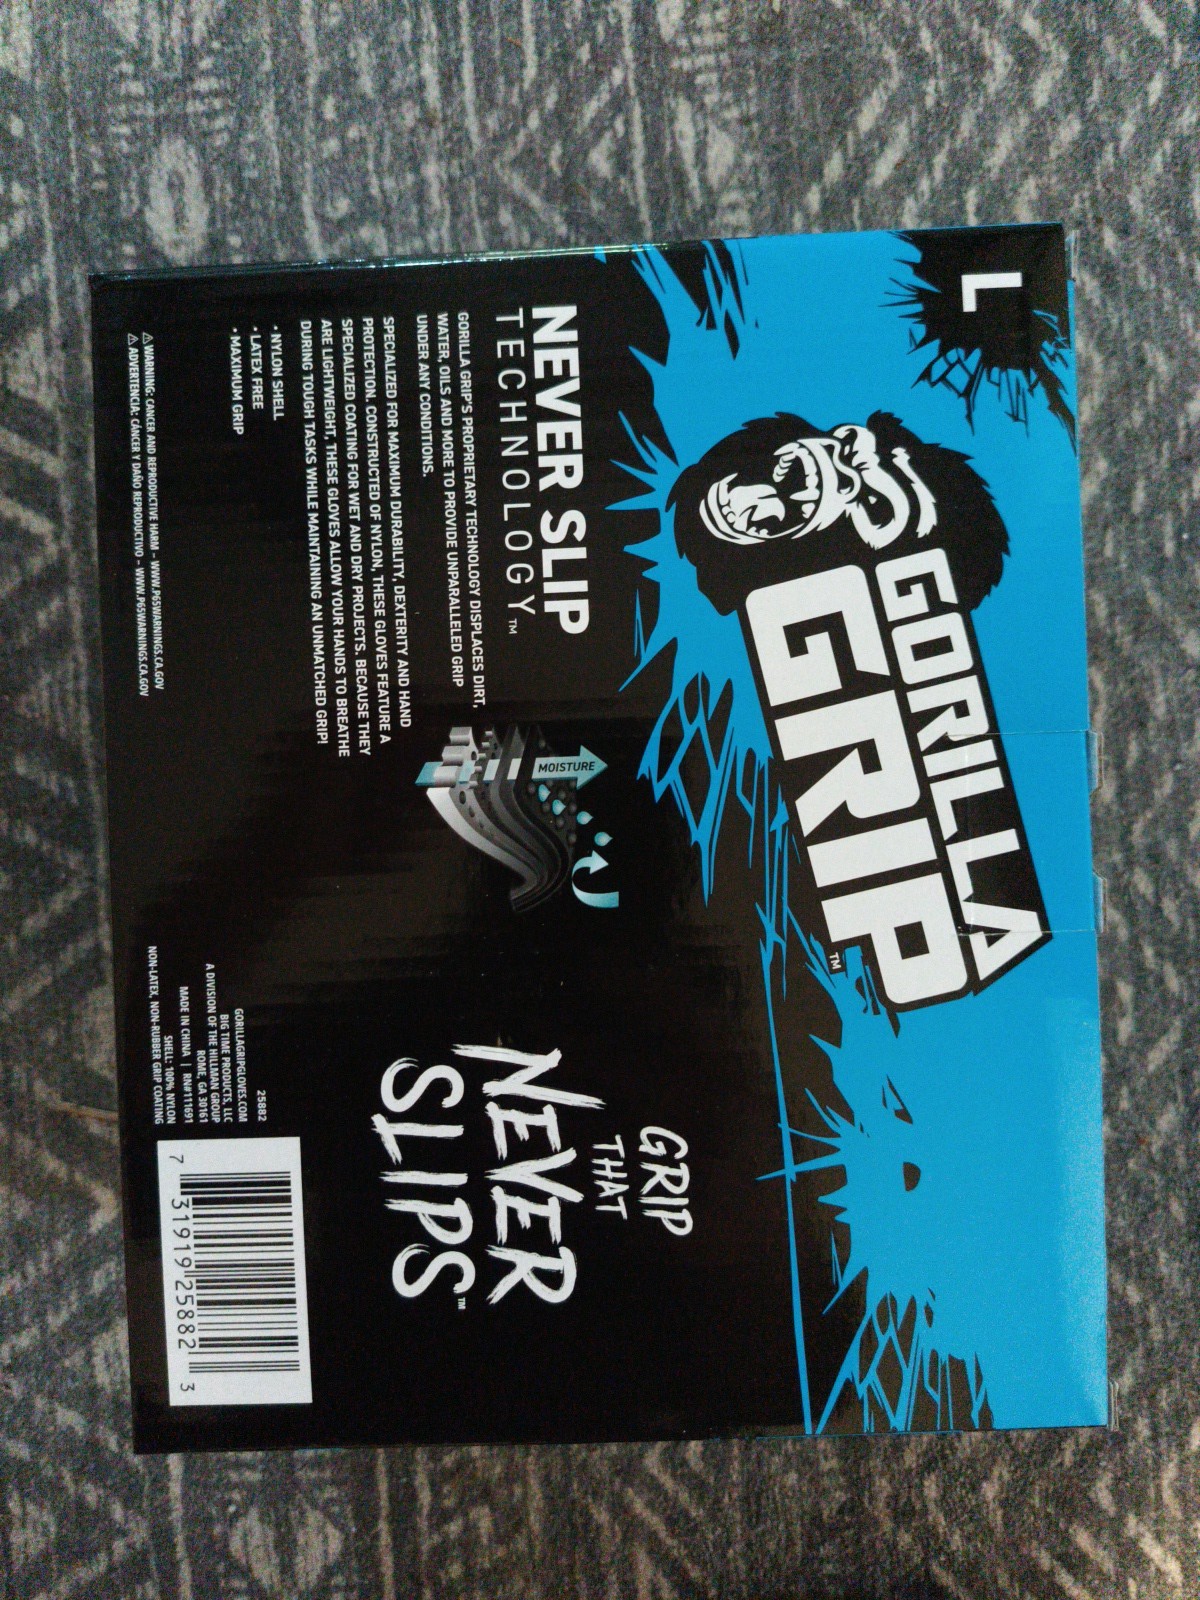 L
GORILLA
GRIP™
NEVER SLIP
TECHNOLOGY™
GORILLA GRIP'S PROPRIETARY TECHNOLOGY DISPLACES DIRT,
WATER, OILS AND MORE TO PROVIDE UNPARALLELED GRIP
UNDER ANY CONDITIONS.
SPECIALIZED FOR MAXIMUM DURABILITY, DEXTERITY AND HAND
PROTECTION. CONSTRUCTED OF NYLON, THESE GLOVES FEATURE A
SPECIALIZED COATING FOR WET AND DRY PROJECTS. BECAUSE THEY
ARE LIGHTWEIGHT, THESE GLOVES ALLOW YOUR HANDS TO BREATHE
DURING TOUGH TASKS WHILE MAINTAINING AN UNMATCHED GRIP!
• NYLON SHELL
• LATEX FREE
• MAXIMUM GRIP
⚠WARNING: CANCER AND REPRODUCTIVE HARM – WWW.P65WARNINGS.CA.GOV
⚠ADVERTENCIA: CÁNCER Y DAÑO REPRODUCTIVO – WWW.P65WARNINGS.CA.GOV
MOISTURE
GRIP
THAT
NEVER
SLIPS™
25882
GORILLAGRIPGLOVES.COM
BIG TIME PRODUCTS, LLC
A DIVISION OF THE HILLMAN GROUP
ROME, GA 30161
MADE IN CHINA | RN#111691
SHELL: 100% NYLON
NON-LATEX, NON-RUBBER GRIP COATING
7 31919 25882 3